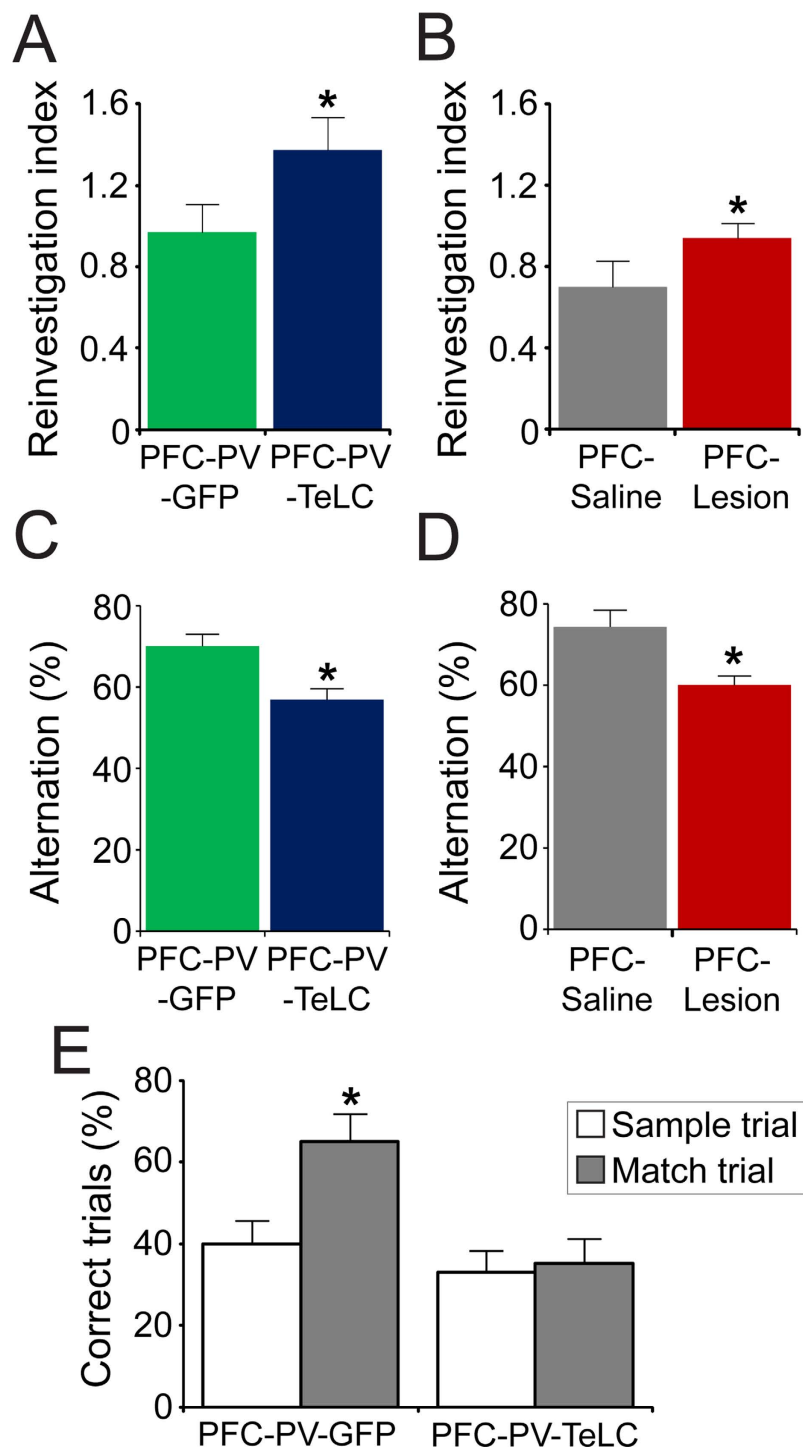 A
Reinvestigation index
1.6
1.2
0.8
0.4
0
*
PFC-PV
-GFP
PFC-PV
-TeLC
B
Reinvestigation index
1.6
1.2
0.8
0.4
0
*
PFC-
Saline
PFC-
Lesion
C
Alternation (%)
80
60
40
20
0
*
PFC-PV
-GFP
PFC-PV
-TeLC
D
Alternation (%)
80
60
40
20
0
*
PFC-
Saline
PFC-
Lesion
E
Correct trials (%)
80
60
40
20
0
*
Sample trial
Match trial
PFC-PV-GFP
PFC-PV-TeLC